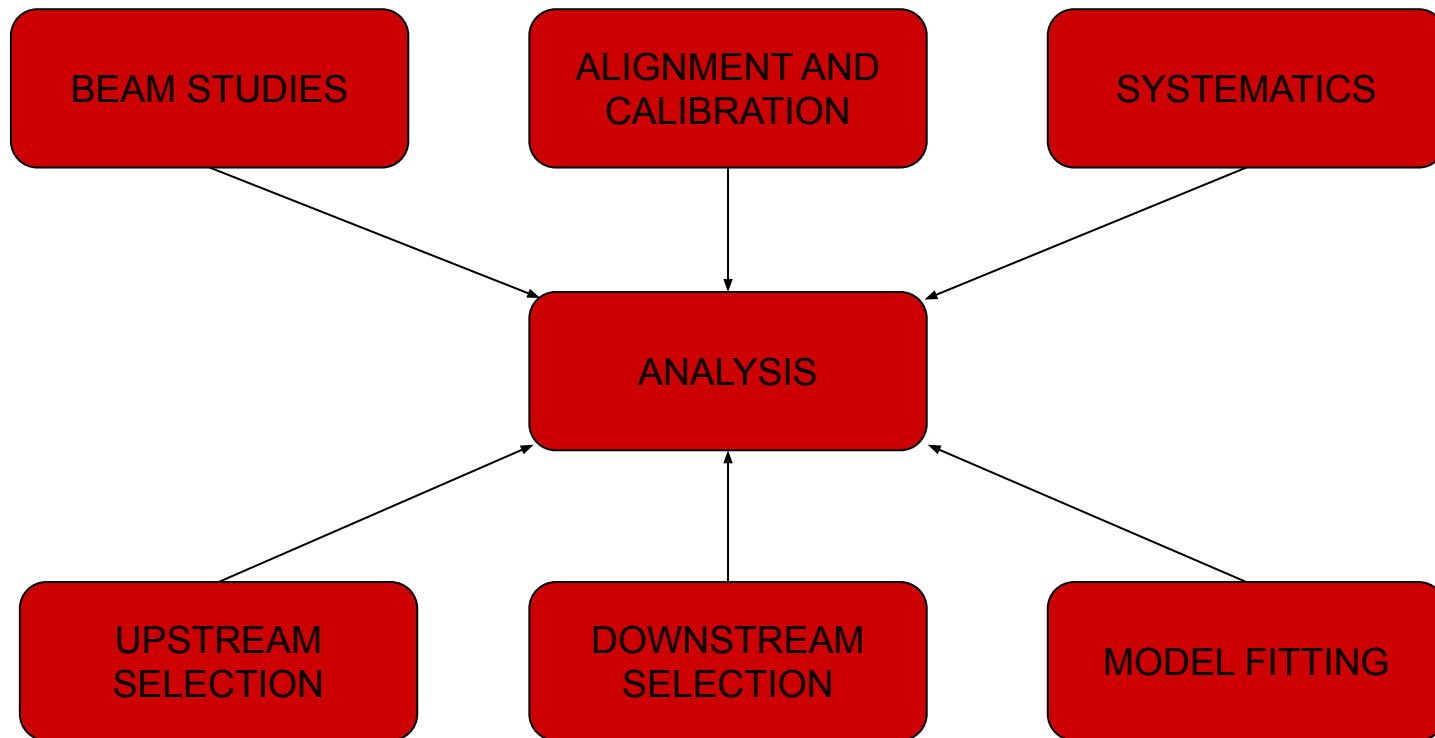 BEAM STUDIES
ALIGNMENT AND
CALIBRATION
SYSTEMATICS
ANALYSIS
UPSTREAM
SELECTION
DOWNSTREAM
SELECTION
MODEL FITTING